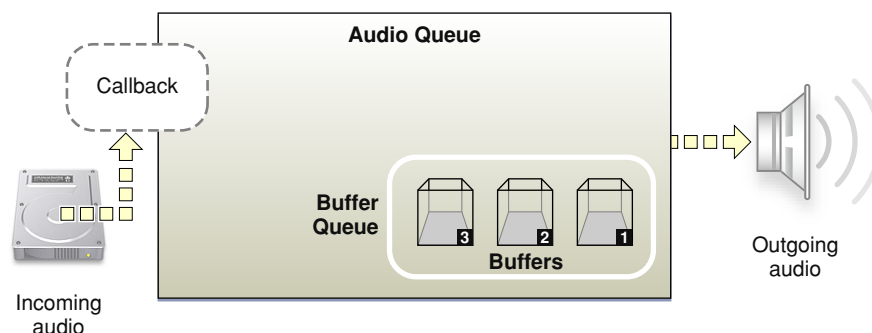 Audio Queue
Callback
Buffer
Queue
3
2
1
Buffers
Incoming
audio
Outgoing
audio